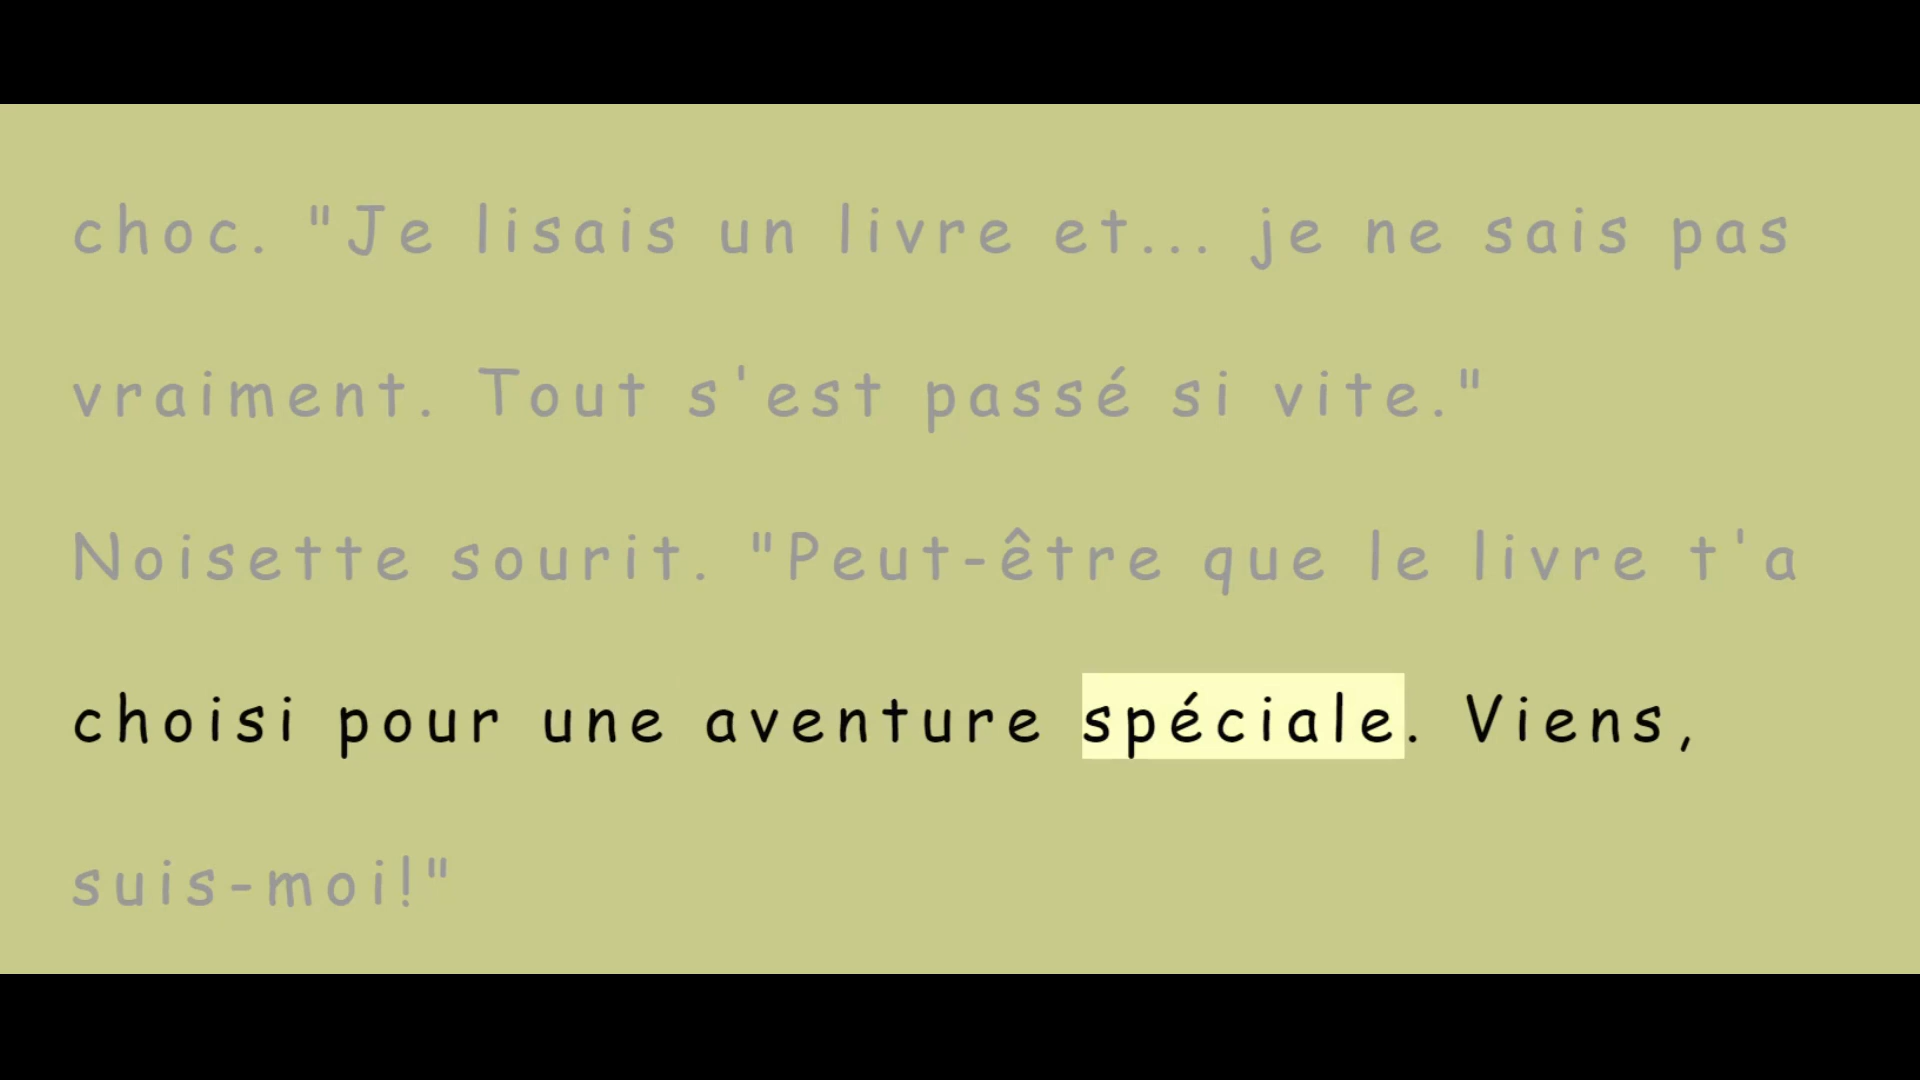 choc. "Je lisais un livre et... je ne sais pas
vraiment. Tout s'est passé si vite."
Noisette sourit. "Peut-être que le livre t'a
choisi pour une aventure spéciale. Viens,
suis-moi!"